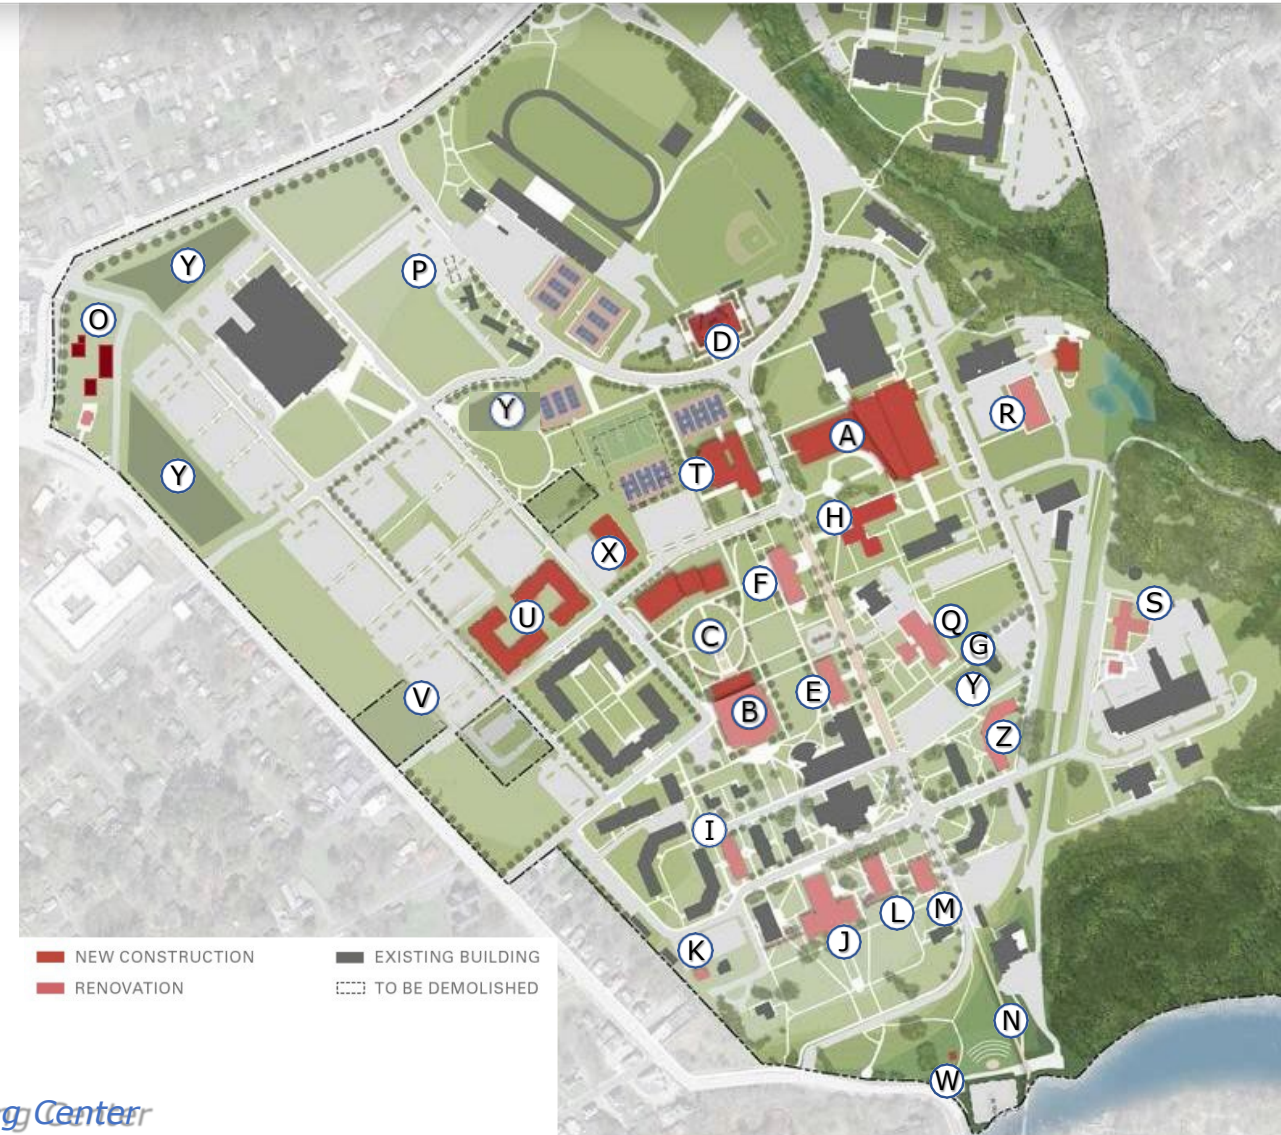 Y
O
P
D
Y
A
R
Y
T
H
X
F
S
U
C
Q
G
V
E
Y
B
Z
I
L
M
K
J
N
W
NEW CONSTRUCTION
EXISTING BUILDING
RENOVATION
TO BE DEMOLISHED
g Center